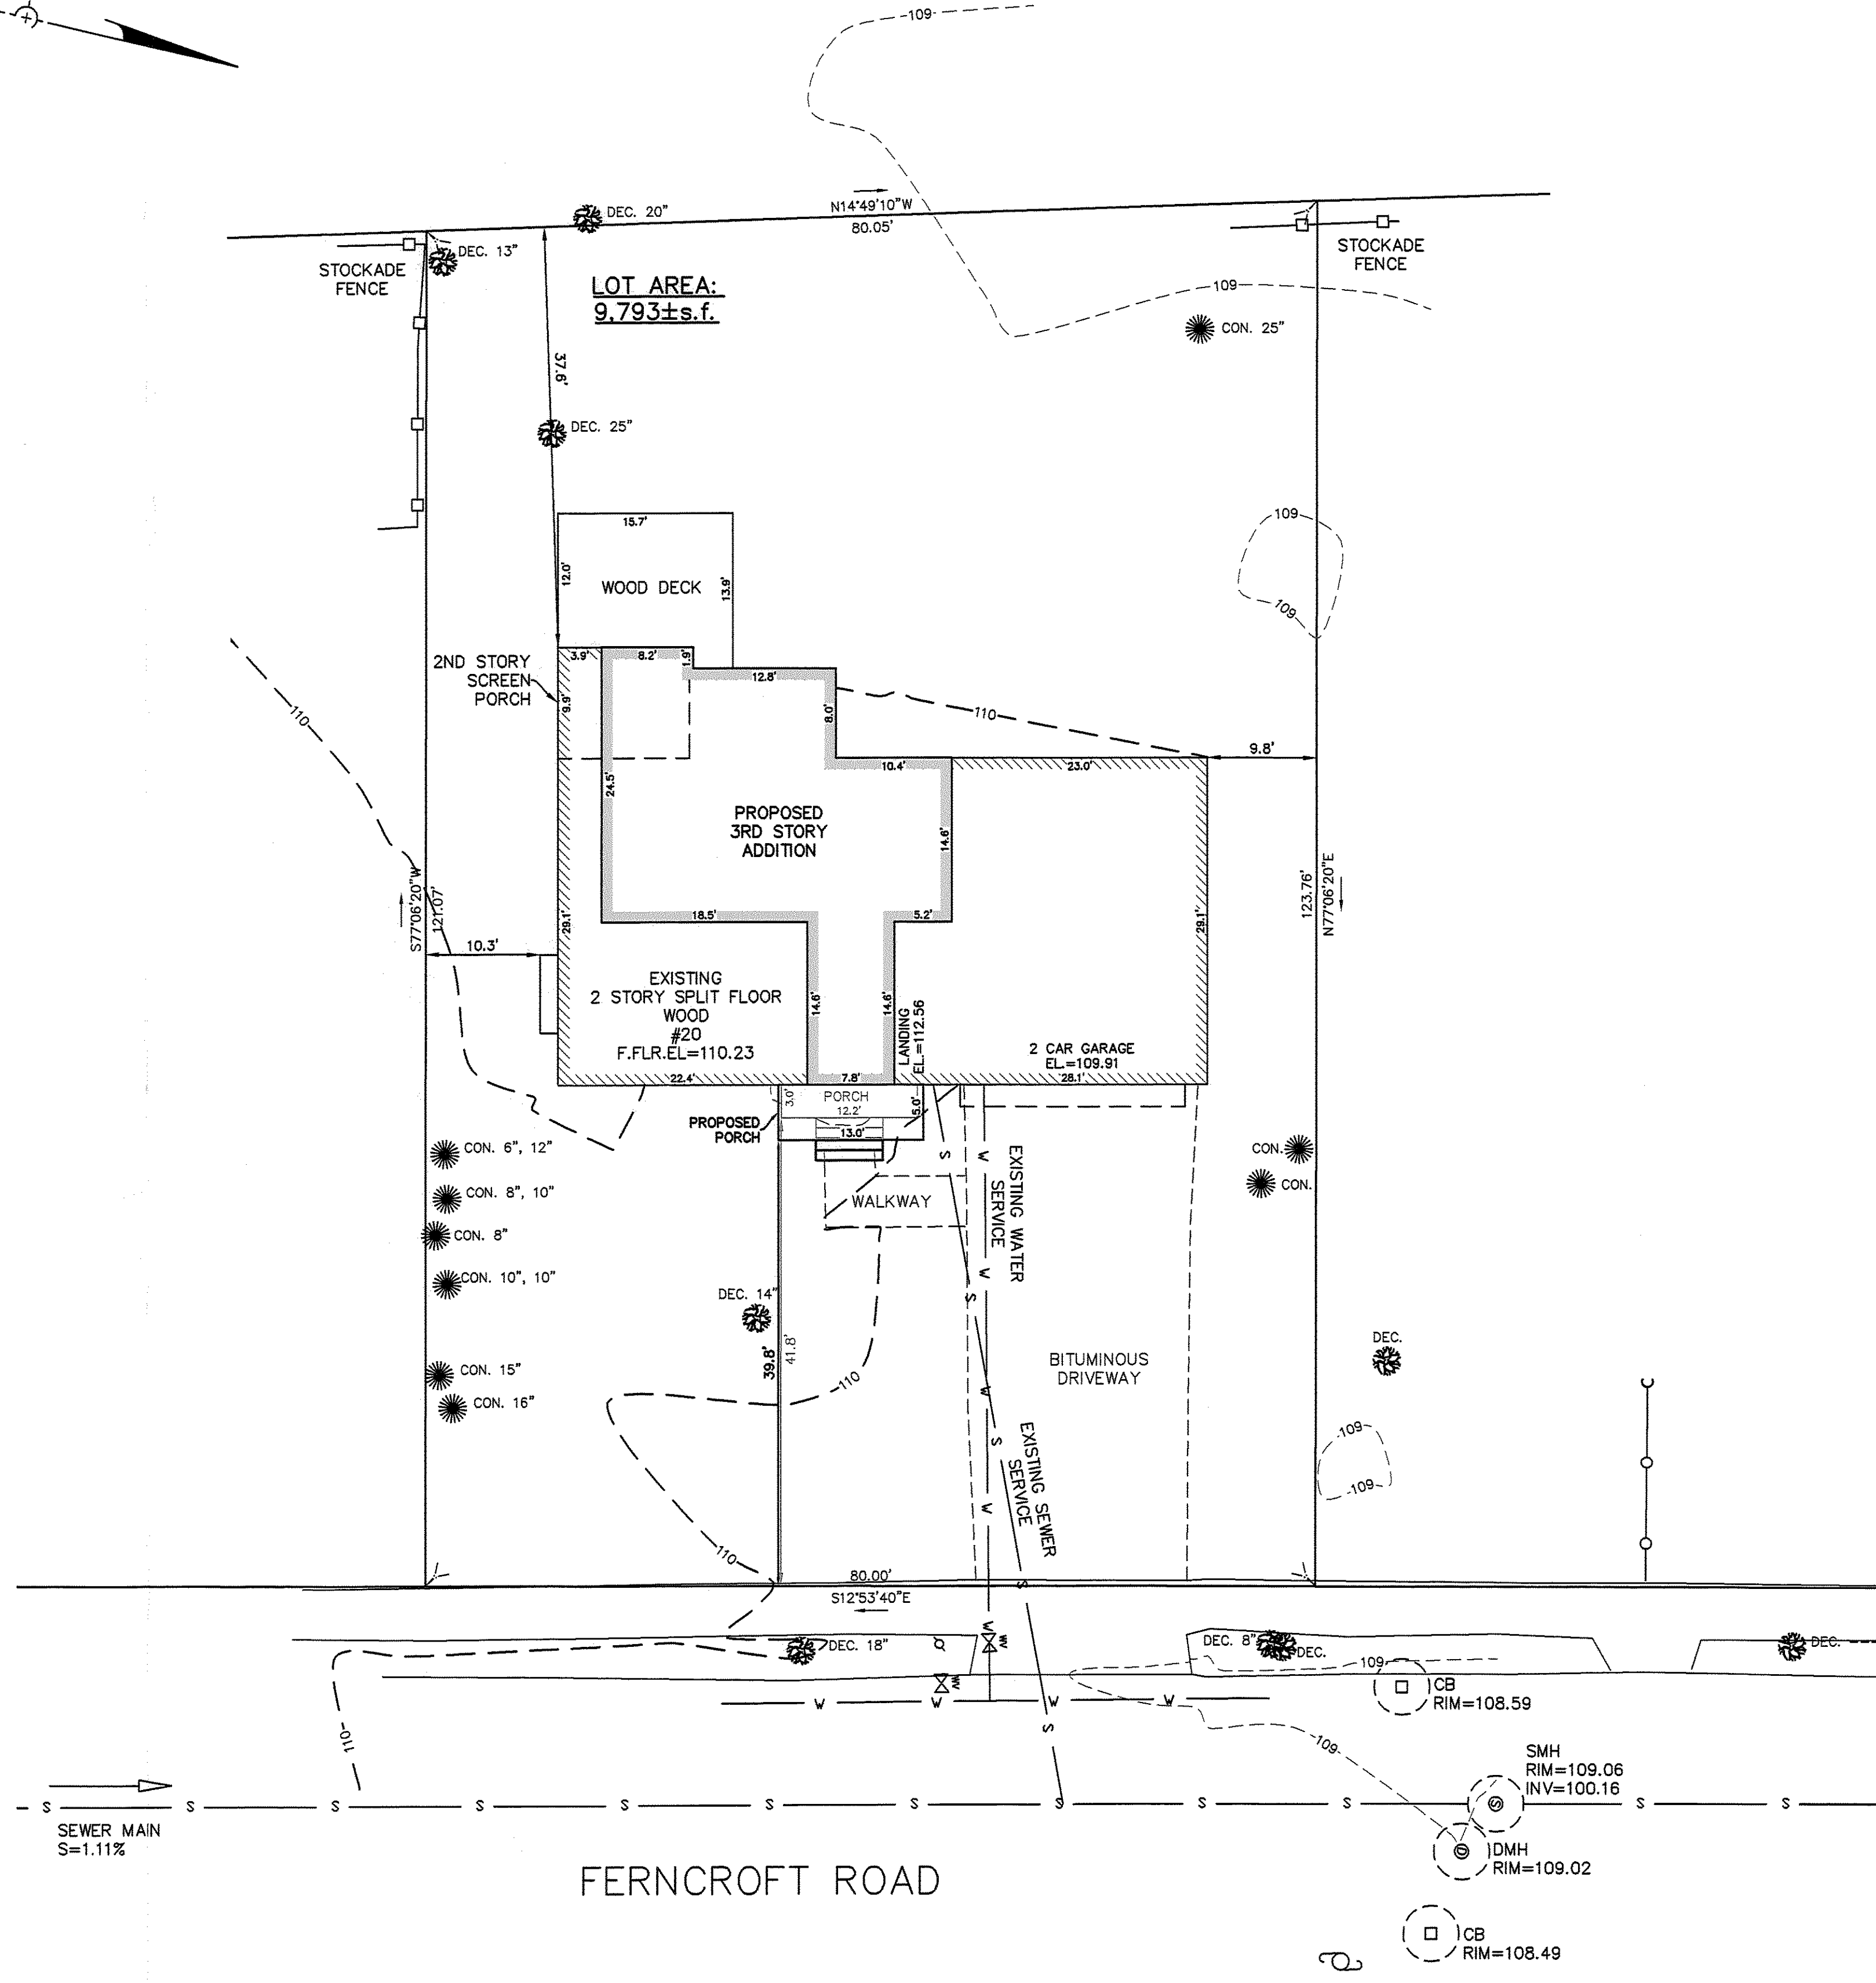 -109-
N14°49'10"W
80.05'
DEC. 20"
DEC. 13"
STOCKADE
FENCE
STOCKADE
FENCE
LOT AREA:
9,793±s.f.
-109-
CON. 25"
37.6'
DEC. 25"
109
109
15.7'
12.0'
WOOD DECK
13.9'
2ND STORY
SCREEN
PORCH
3.9'
8.2'
1.9'
12.8'
9.9'
8.0'
-110-
-110-
9.8'
10.4'
23.0'
24.5'
PROPOSED
3RD STORY
ADDITION
14.6'
S77°06'20"W
121.07'
123.76'
N77°06'20"E
29.1'
18.5'
5.2'
29.1'
10.3'
EXISTING
2 STORY SPLIT FLOOR
WOOD
#20
F.FLR.EL=110.23
14.6'
14.6'
LANDING
EL.=112.56
2 CAR GARAGE
EL.=109.91
22.4'
7.8'
28.1'
3.0'
PORCH
12.2'
5.0'
PROPOSED
PORCH
13.0'
S
W
EXISTING WATER
SERVICE
CON. 6", 12"
CON.
CON.
CON. 8", 10"
WALKWAY
CON. 8"
W
CON. 10", 10"
S
DEC. 14"
39.8'
41.8'
DEC.
BITUMINOUS
DRIVEWAY
CON. 15"
-110
W
CON. 16"
109-
S
EXISTING SEWER
SERVICE
-109-
W
110
80.00'
S
S12°53'40"E
W
DEC. 18"
WV
DEC. 8"
DEC.
DEC.
109
WV
CB
RIM=108.59
W W W W
S
110-
-109-
SMH
RIM=109.06
INV=100.16
S S S S S S S S S S S S S
S
SEWER MAIN
S=1.11%
D
DMH
RIM=109.02
FERNCROFT ROAD
CB
RIM=108.49